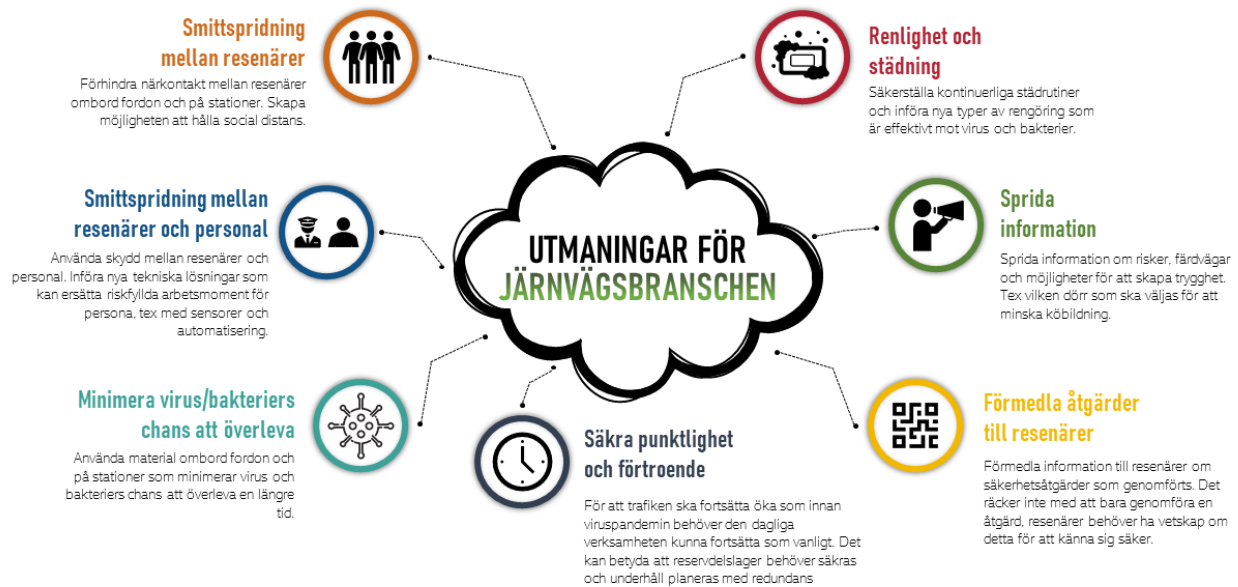 Smittspridning
mellan resenärer
Förhindra närkontakt mellan resenärer
ombord fordon och på stationer. Skapa
möjligheten att hålla social distans.
Renlighet och
städning
Säkerställa kontinuerliga städrutiner
och införa nya typer av rengöring som
är effektivt mot virus och bakterier.
Smittspridning mellan
resenärer och personal
Använda skydd mellan resenärer och
personal. Införa nya tekniska lösningar som
kan ersätta riskfyllda arbetsmoment för
persona, tex med sensorer och
automatisering.
UTMANINGAR FÖR
JÄRNVÄGSBRANSCHEN
Sprida
information
Sprida information om risker, färdvägar
och möjligheter för att skapa trygghet.
Tex vilken dörr som ska väljas för att
minska köbildning.
Minimera virus/bakteriers
chans att överleva
Använda material ombord fordon och
på stationer som minimerar virus och
bakteriers chans att överleva en längre
tid.
Säkra punktlighet
och förtroende
För att trafiken ska fortsätta öka som innan
viruspandemin behöver den dagliga
verksamheten kunna fortsätta som vanligt. Det
kan betyda att reservdelslager behöver säkras
och underhåll planeras med redundans
Förmedla åtgärder
till resenärer
Förmedla information till resenärer om
säkerhetsåtgärder som genomförts. Det
räcker inte med att bara genomföra en
åtgärd, resenärer behöver ha vetskap om
detta för att känna sig säker.